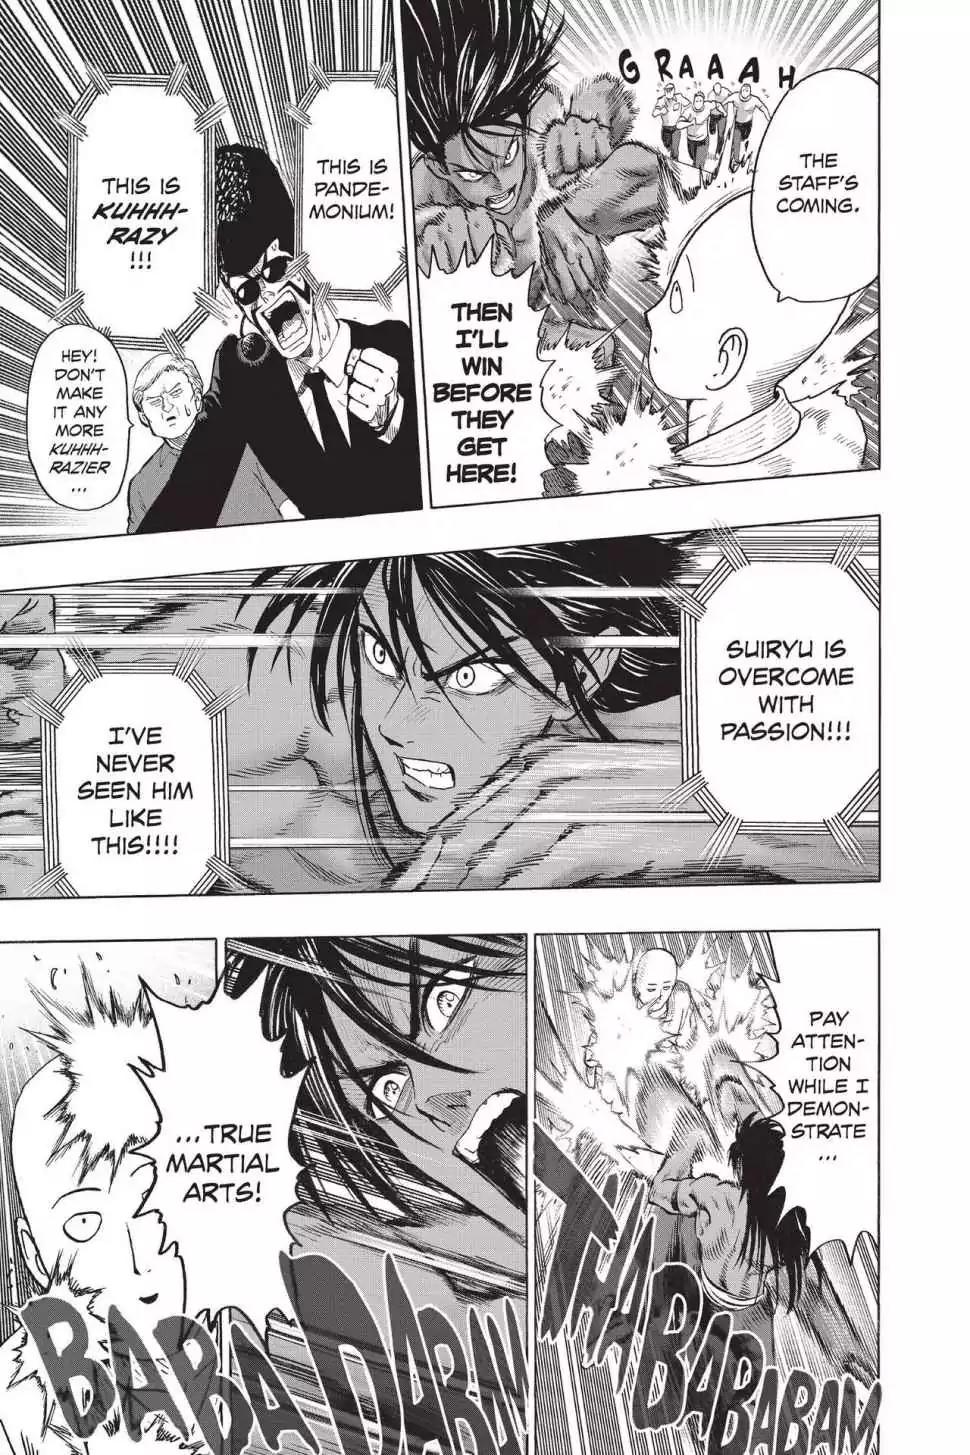 GRAAAH
THE
STAFF'S
COMING.
THEN
I'LL
WIN
BEFORE
THEY
GET
HERE!
THIS IS
PANDE-
MONIUM!
THIS IS
KUHHH-
RAZY
!!!
HEY!
DON'T
MAKE
IT ANY
MORE
KUHHH-
RAZIER
...
SUIRYU IS
OVERCOME
WITH
PASSION!!!
I'VE
NEVER
SEEN HIM
LIKE
THIS!!!!
PAY
ATTEN-
TION
WHILE I
DEMON-
STRATE
...
THABABABAM
...TRUE
MARTIAL
ARTS!
BABADABAM